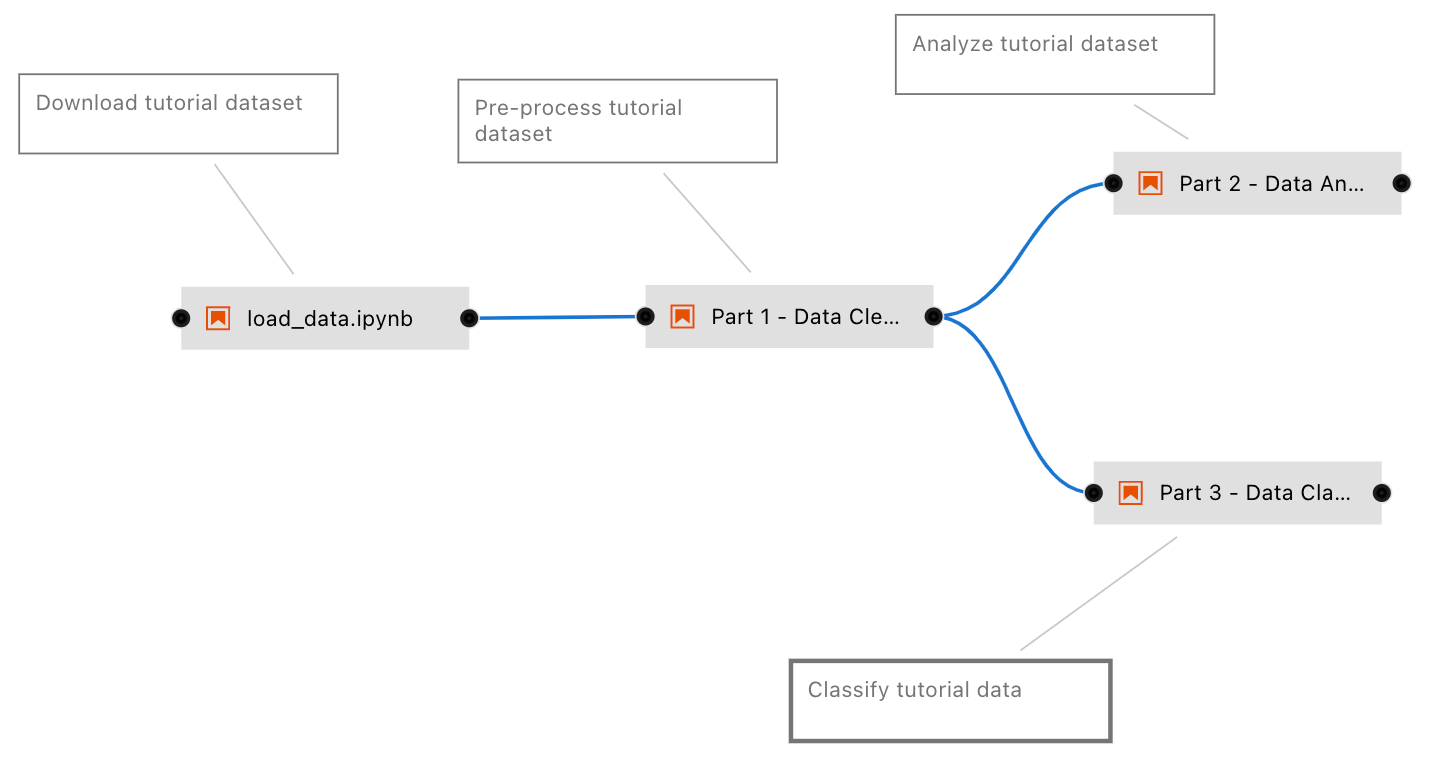 Analyze tutorial dataset
Download tutorial dataset
Pre-process tutorial
dataset
Part 2 - Data An...
load_data.ipynb
Part 1 - Data Cle...
Part 3 - Data Cla...
Classify tutorial data